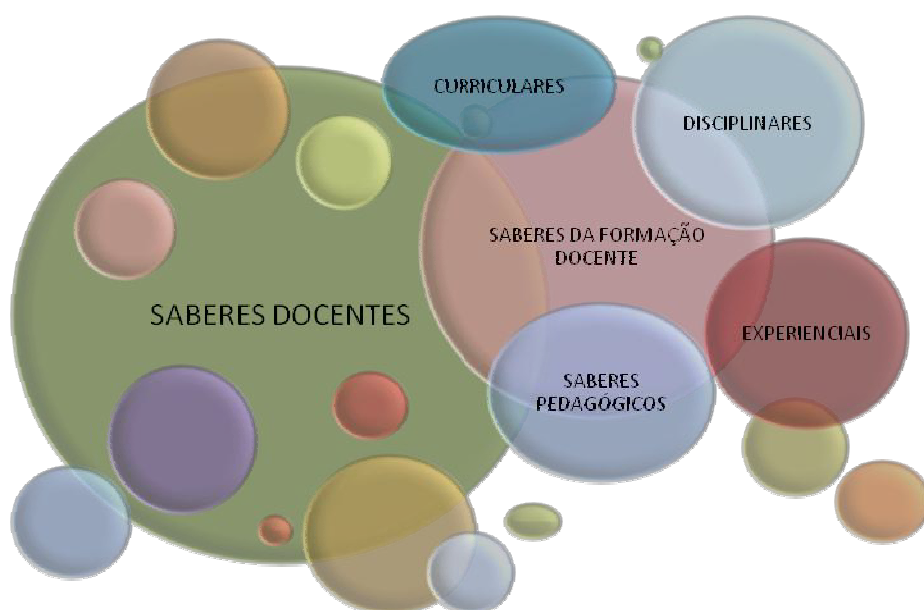 CURRICULARES
DISCIPLINARES
SABERES DA FORMAÇÃO
DOCENTE
SABERES DOCENTES
EXPERIENCIAIS
SABERES
PEDAGÓGICOS